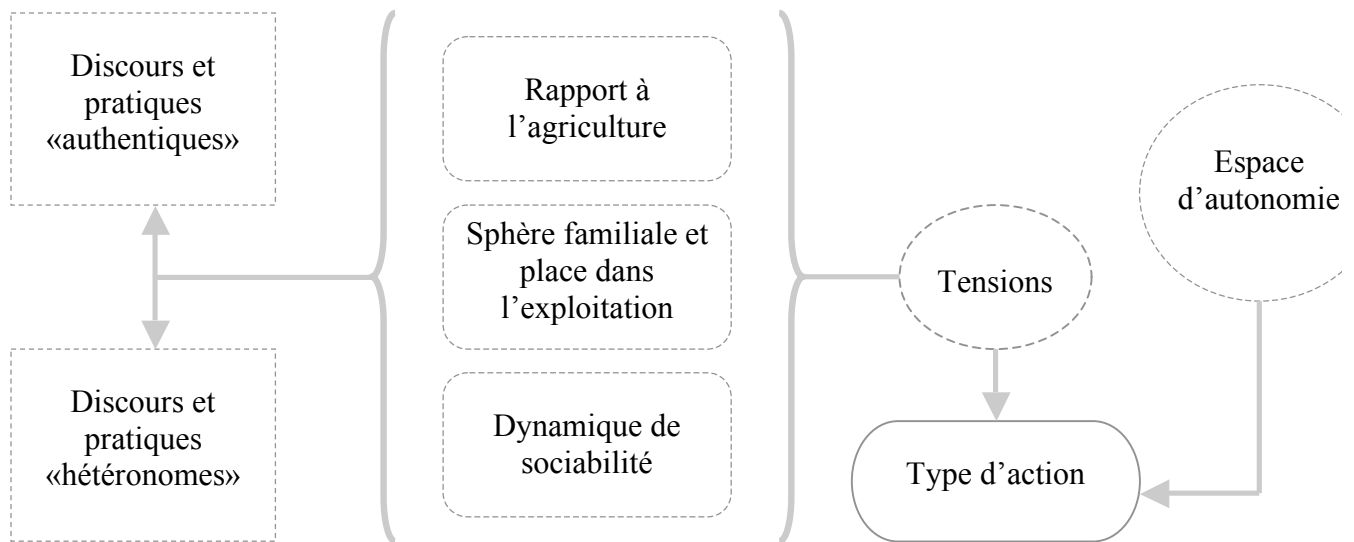 Discours et
pratiques
«authentiques»
Discours et
pratiques
«hétéronomes»
Rapport à
l’agriculture
Sphère familiale et
place dans
l’exploitation
Dynamique de
sociabilité
Tensions
Type d’action
Espace
d’autonomie